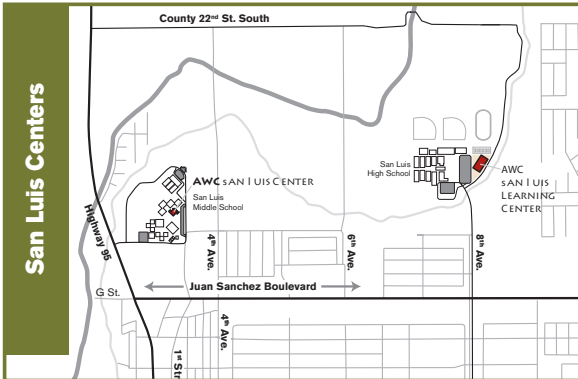 San Luis Centers
County 22nd St. South
San Luis
High School
AWC
SAN LUIS
LEARNING
CENTER
AWC SAN LUIS CENTER
San Luis
Middle School
Highway 95
4th Ave.
6th Ave.
8th Ave.
G St.
Juan Sanchez Boulevard
4th Ave.
1st Str